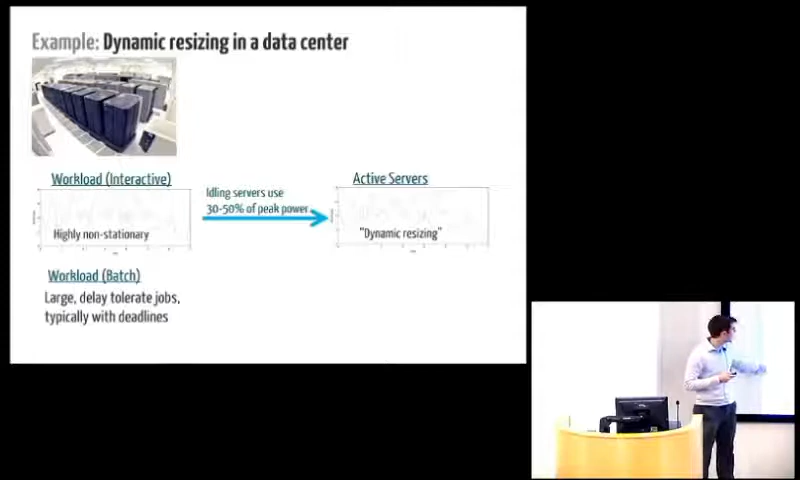 Example: Dynamic resizing in a data center
Workload (Interactive)
Highly non-stationary
Idling servers use
30-50% of peak power
Active Servers
"Dynamic resizing"
Workload (Batch)
Large, delay tolerate jobs,
typically with deadlines